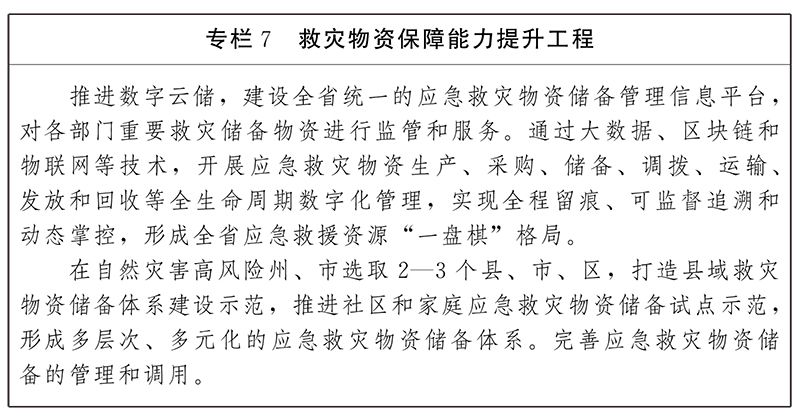 专栏 7 救灾物资保障能力提升工程
推进数字云储，建设全省统一的应急救灾物资储备管理信息平台，
对各部门重要救灾储备物资进行监管和服务。通过大数据、区块链和
物联网等技术，开展应急救灾物资生产、采购、储备、调拨、运输、
发放和回收等全生命周期数字化管理，实现全程留痕、可监督追溯和
动态掌控，形成全省应急救援资源“一盘棋”格局。
在自然灾害高风险州、市选取 2—3 个县、市、区，打造县域救灾
物资储备体系建设示范，推进社区和家庭应急救灾物资储备试点示范，
形成多层次、多元化的应急救灾物资储备体系。完善应急救灾物资储
备的管理和调用。